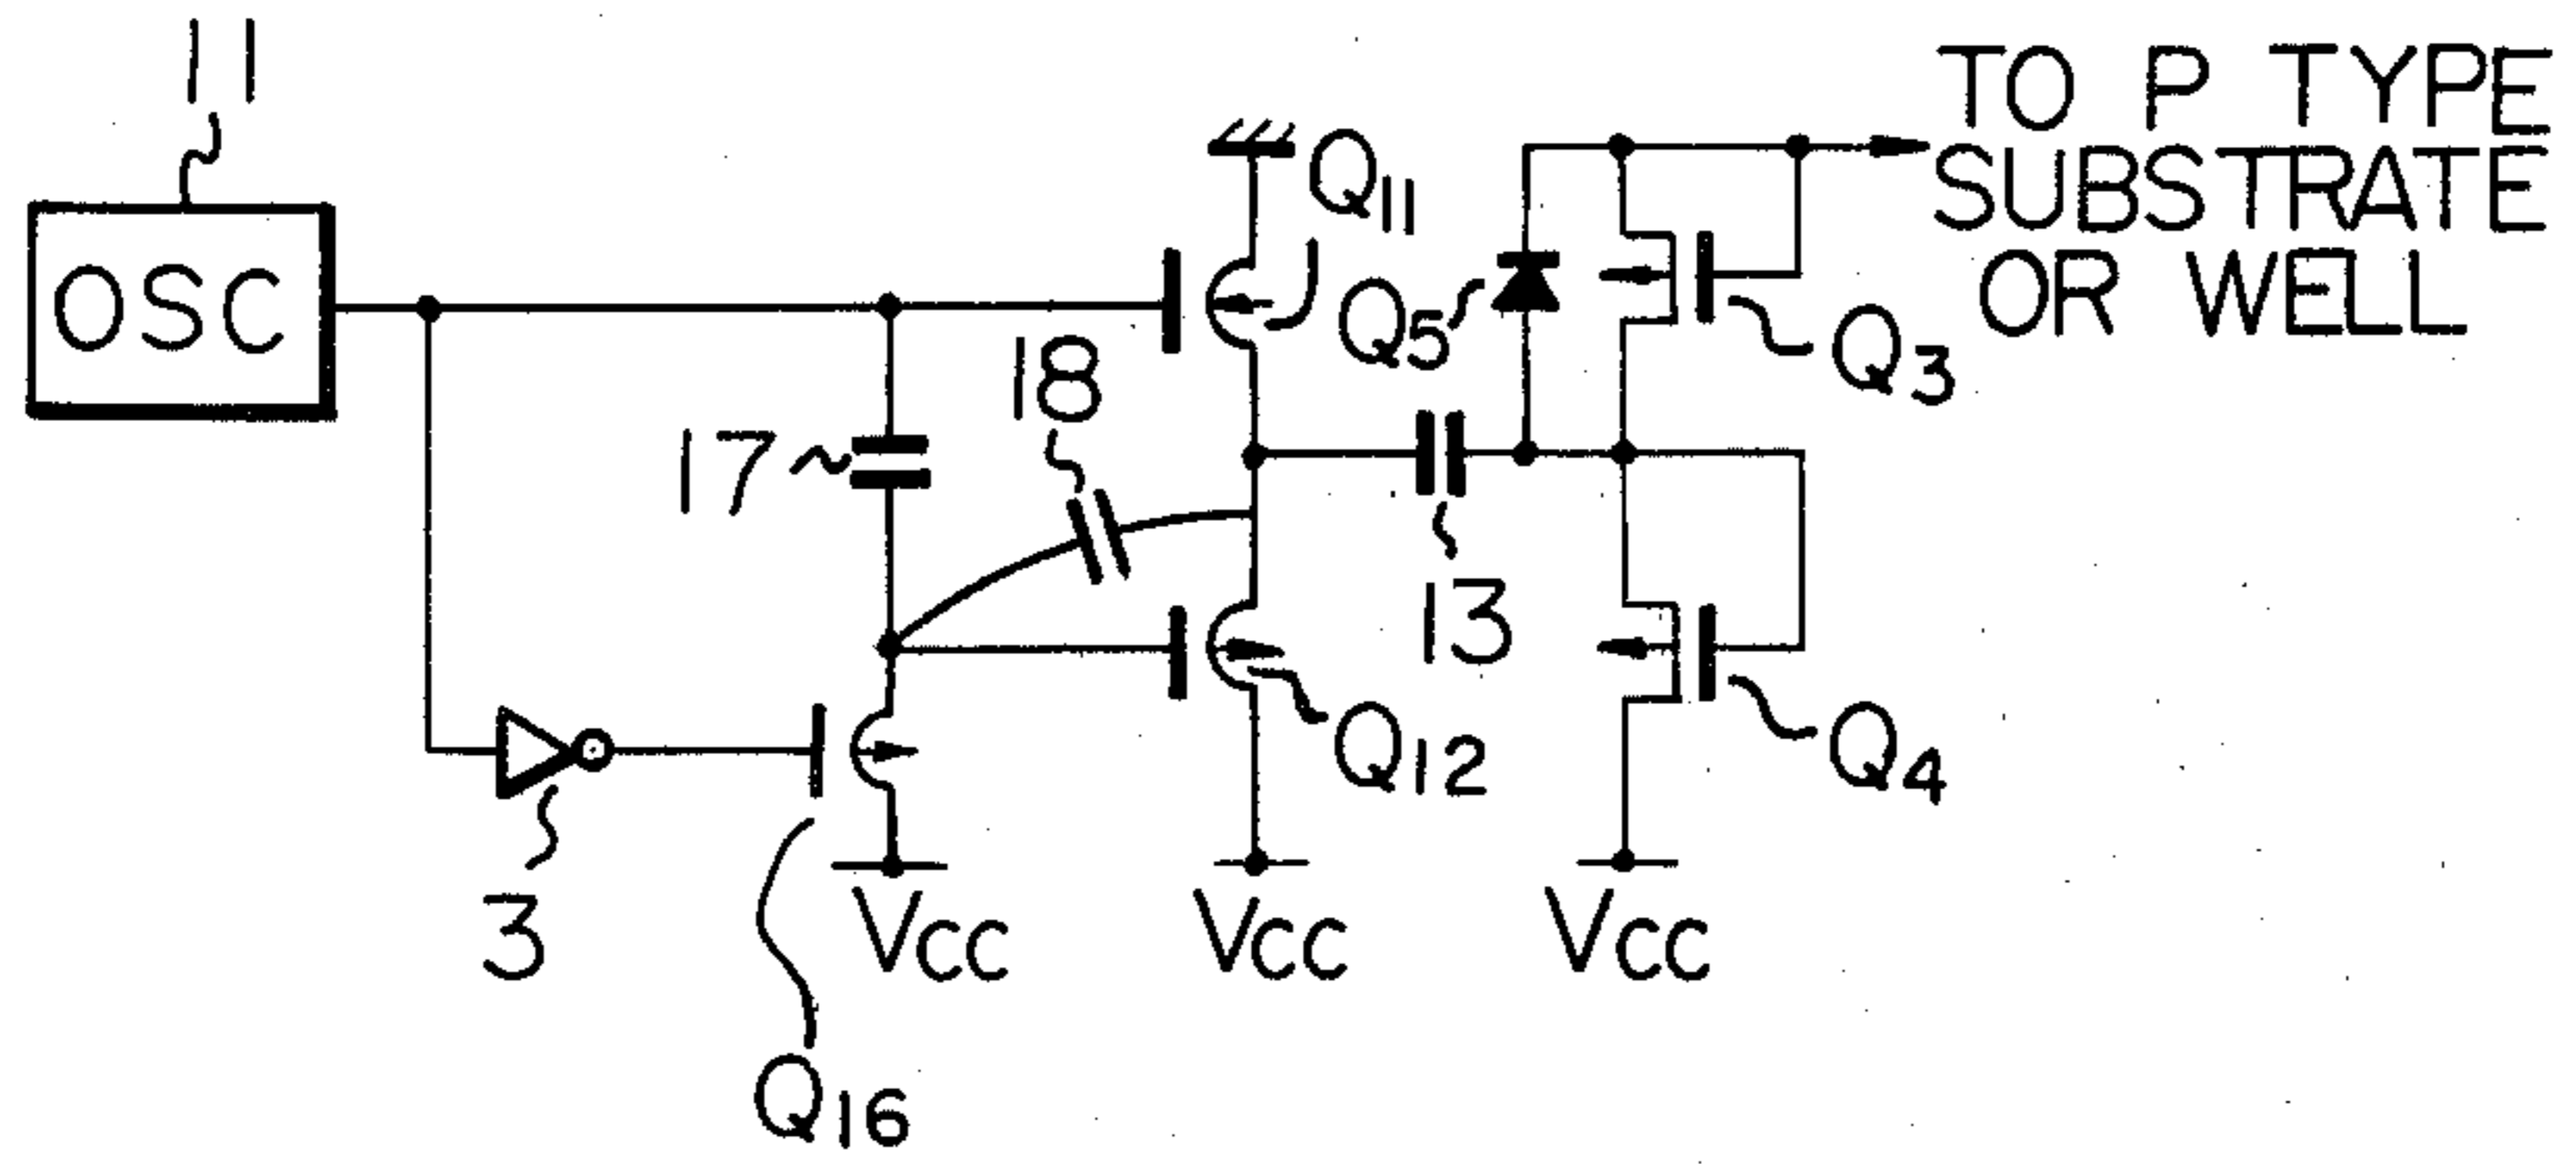 11
OSC
17
18
3
Q16
VCC
Q11
Q12
VCC
Q5
13
Q3
Q4
VCC
TO P TYPE
SUBSTRATE
OR WELL